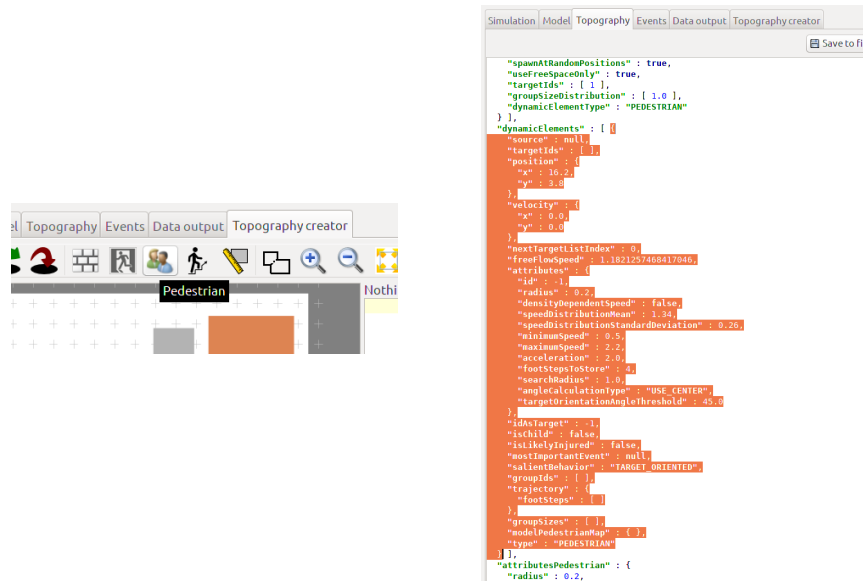 el Topography Events Data output Topography creator
Pedestrian
Nothi
Simulation Model Topography Events Data output Topography creator
Save to fi
"spawnAtRandomPositions" : true,
"useFreeSpaceOnly" : true,
"targetIds" : [ 1 ],
"groupSizeDistribution" : [ 1.0 ],
"dynamicElementType" : "PEDESTRIAN"
} ],
"dynamicElements" : [ {
"source" : null,
"targetIds" : [ ],
"position" : {
"x" : 16.2,
"y" : 3.8
},
"velocity" : {
"x" : 0.0,
"y" : 0.0
},
"nextTargetListIndex" : 0,
"freeFlowSpeed" : 1.1821257468417046,
"attributes" : {
"id" : -1,
"radius" : 0.2,
"densityDependentSpeed" : false,
"speedDistributionMean" : 1.34,
"speedDistributionStandardDeviation" : 0.26,
"minimumSpeed" : 0.5,
"maximumSpeed" : 2.2,
"acceleration" : 2.0,
"footStepsToStore" : 4,
"searchRadius" : 1.0,
"angleCalculationType" : "USE_CENTER",
"targetOrientationAngleThreshold" : 45.0
},
"idAsTarget" : -1,
"isChild" : false,
"isLikelyInjured" : false,
"mostImportantEvent" : null,
"salientBehavior" : "TARGET_ORIENTED",
"groupIds" : [ ],
"trajectory" : {
"footSteps" : [ ]
},
"groupSizes" : [ ],
"modelPedestrianMap" : { },
"type" : "PEDESTRIAN"
} ],
"attributesPedestrian" : {
"radius" : 0.2,